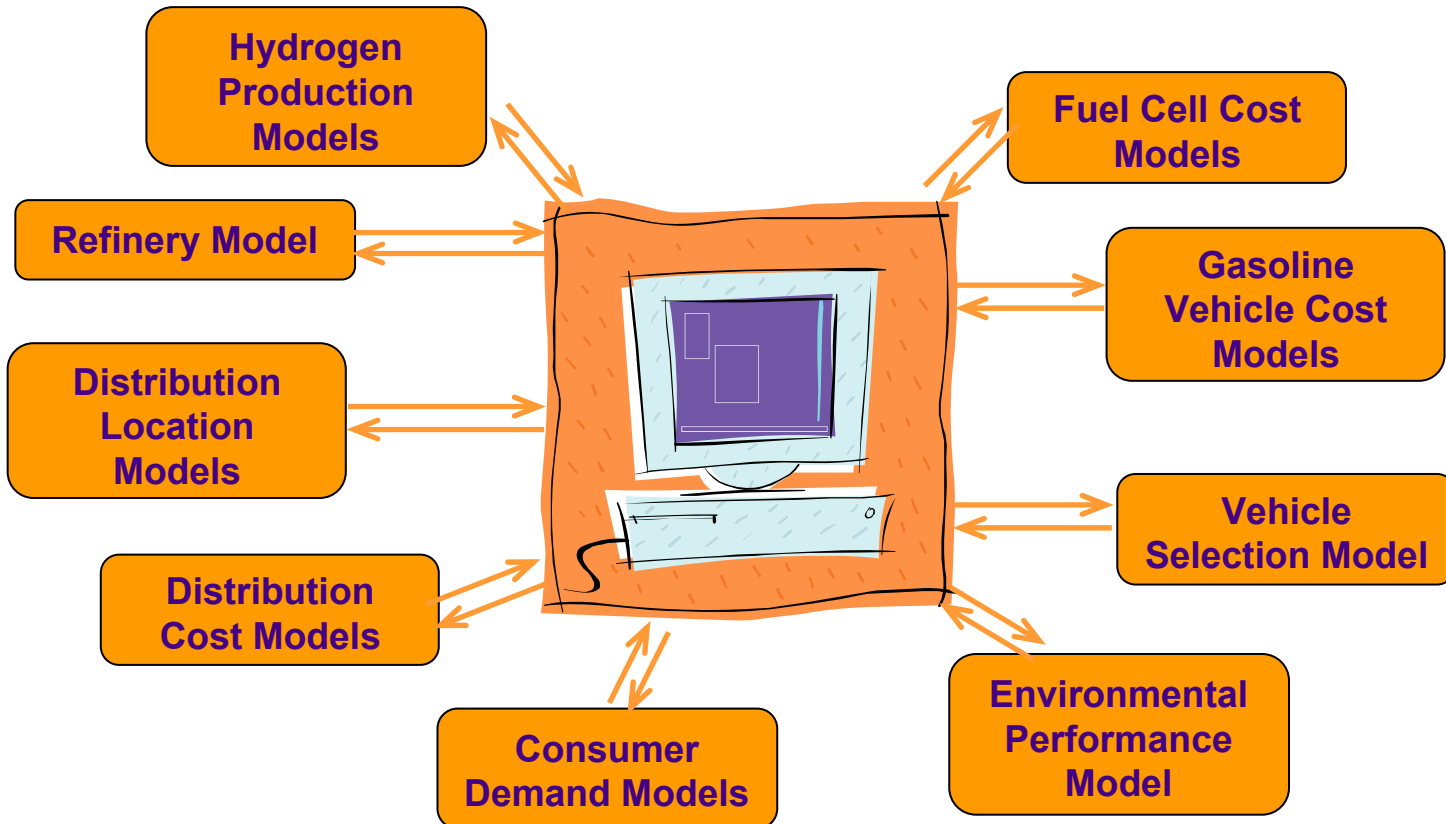 Hydrogen
Production
Models
Fuel Cell Cost
Models
Refinery Model
Gasoline
Vehicle Cost
Models
Distribution
Location
Models
Vehicle
Selection Model
Distribution
Cost Models
Environmental
Performance
Model
Consumer
Demand Models